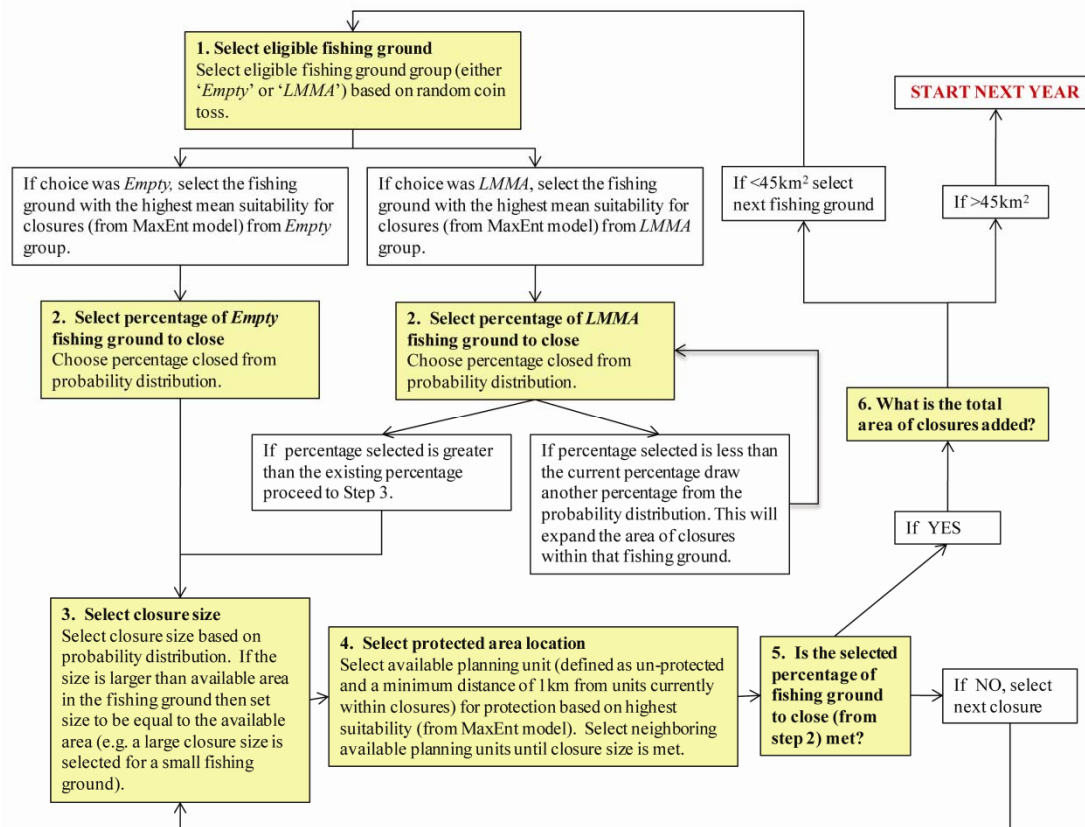 1. Select eligible fishing ground
Select eligible fishing ground group (either
‘Empty’ or ‘LMMA’) based on random coin
toss.
START NEXT YEAR
If choice was Empty, select the fishing
ground with the highest mean suitability for
closures (from MaxEnt model) from Empty
group.
If choice was LMMA, select the fishing
ground with the highest mean suitability for
closures (from MaxEnt model) from LMMA
group.
If <45km² select
next fishing ground
If >45km²
2. Select percentage of Empty
fishing ground to close
Choose percentage closed from
probability distribution.
2. Select percentage of LMMA
fishing ground to close
Choose percentage closed from
probability distribution.
6. What is the total
area of closures added?
If percentage selected is greater
than the existing percentage
proceed to Step 3.
If percentage selected is less than
the current percentage draw
another percentage from the
probability distribution. This will
expand the area of closures
within that fishing ground.
If YES
3. Select closure size
Select closure size based on
probability distribution. If the
size is larger than available area
in the fishing ground then set
size to be equal to the available
area (e.g. a large closure size is
selected for a small fishing
ground).
4. Select protected area location
Select available planning unit (defined as un-protected
and a minimum distance of 1km from units currently
within closures) for protection based on highest
suitability (from MaxEnt model). Select neighboring
available planning units until closure size is met.
5. Is the selected
percentage of
fishing ground
to close (from
step 2) met?
If NO, select
next closure